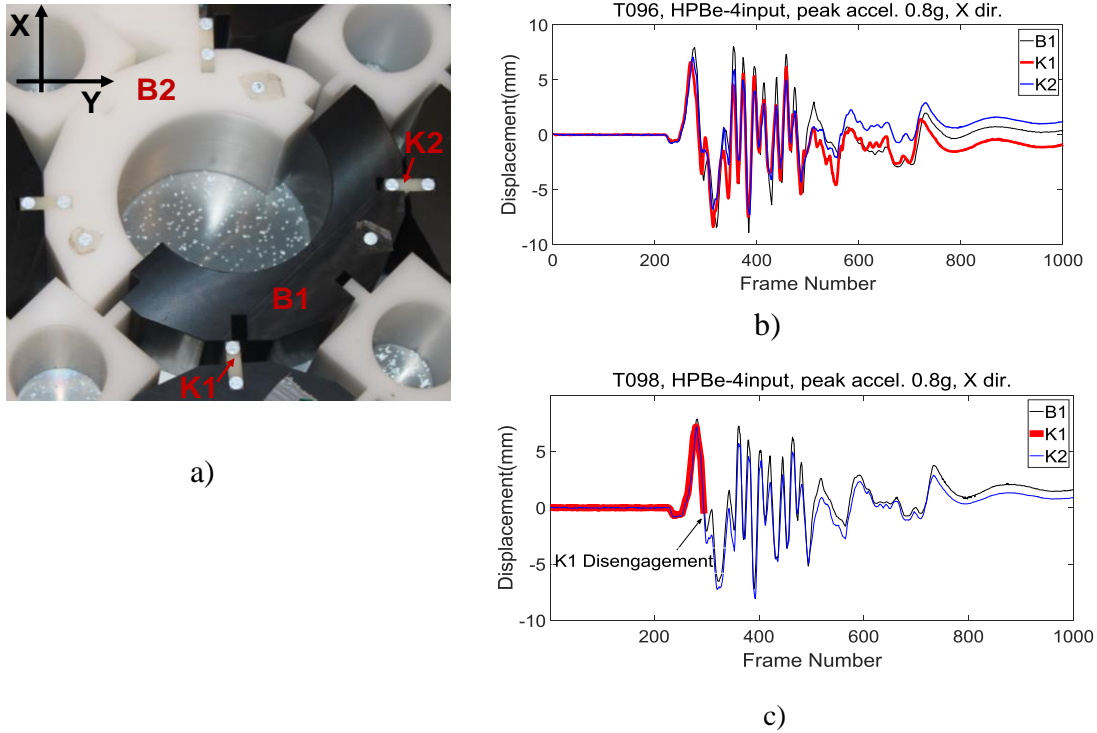 X
Y
B2
K2
B1
K1
a)
T096, HPBe-4input, peak accel. 0.8g, X dir.
Displacement(mm)
10
5
0
-5
-10
0 200 400 600 800 1000
Frame Number
B1
K1
K2
b)
T098, HPBe-4input, peak accel. 0.8g, X dir.
Displacement(mm)
5
0
-5
-10
200 400 600 800 1000
Frame Number
B1
K1
K2
K1 Disengagement
c)